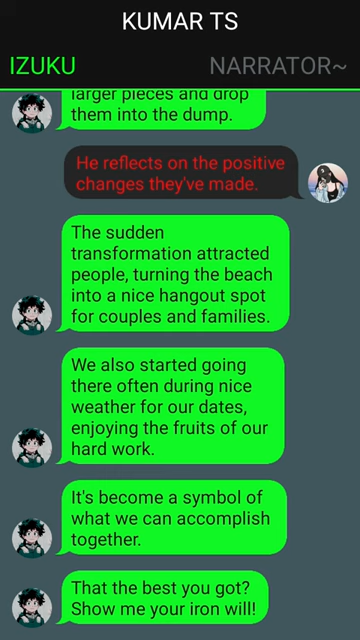 KUMAR TS
IZUKU
NARRATOR~
larger pieces and drop
them into the dump.
He reflects on the positive
changes they've made.
The sudden
transformation attracted
people, turning the beach
into a nice hangout spot
for couples and families.
We also started going
there often during nice
weather for our dates,
enjoying the fruits of our
hard work.
It's become a symbol of
what we can accomplish
together.
That the best you got?
Show me your iron will!